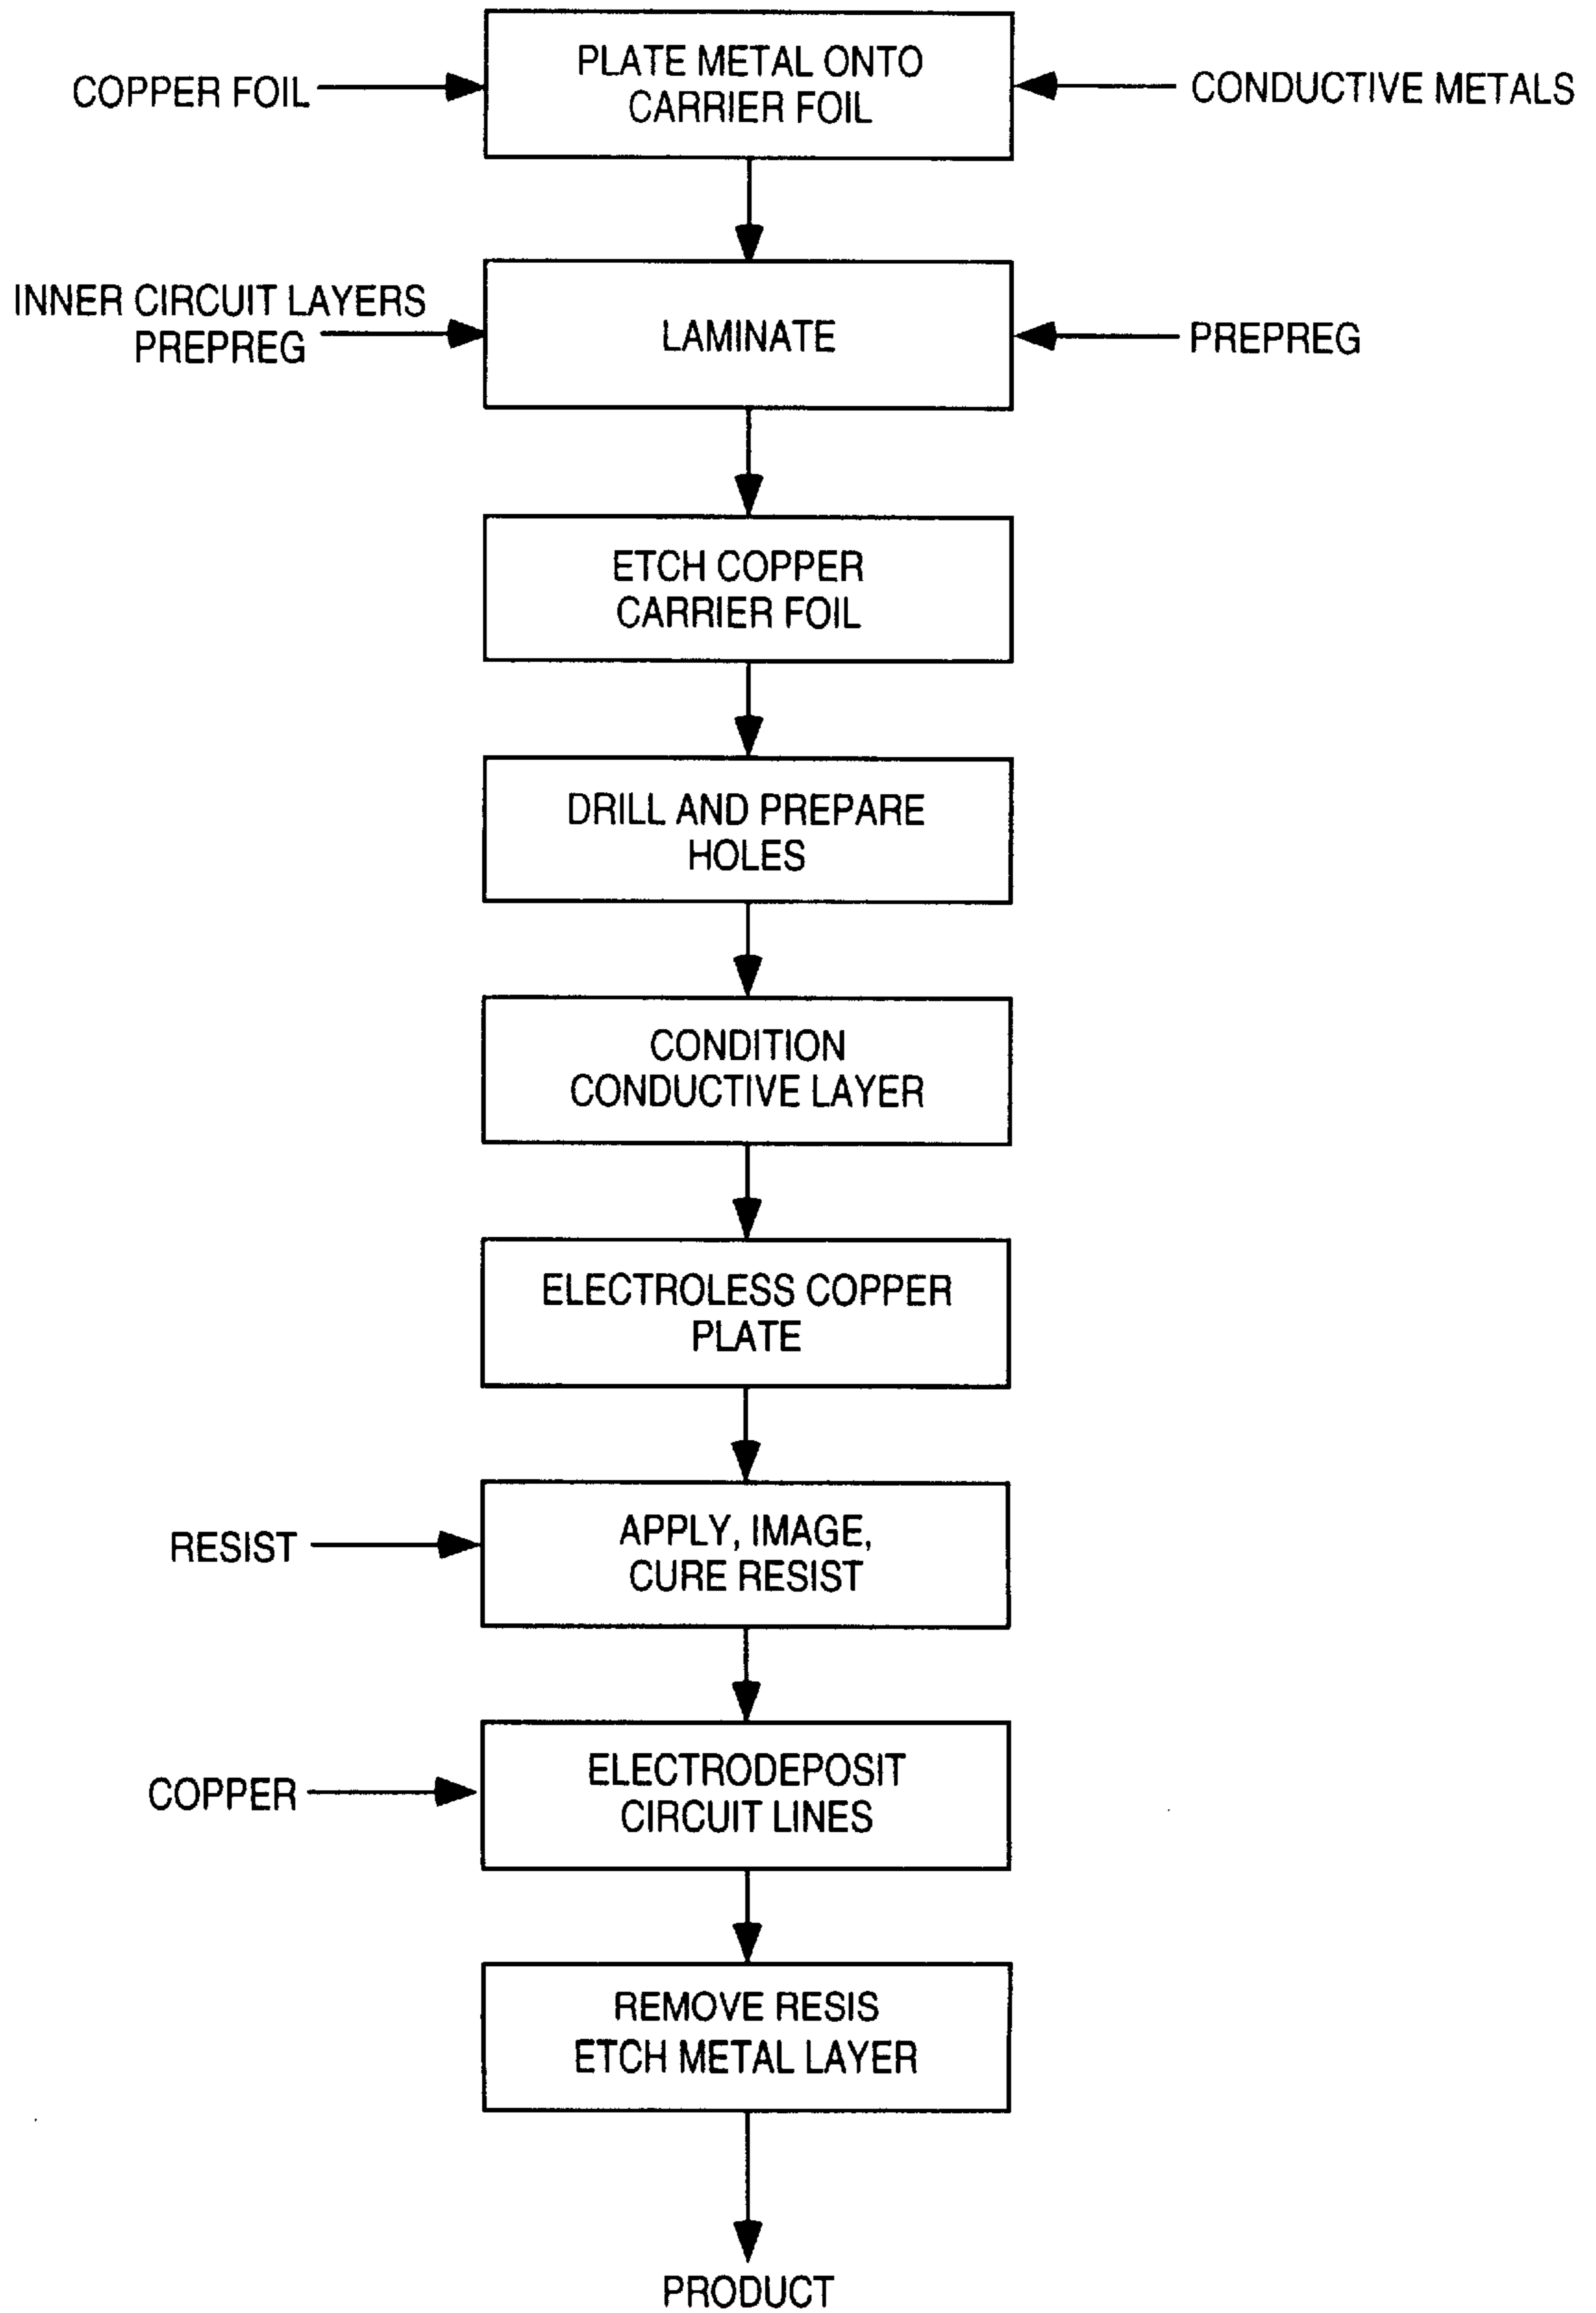 PLATE METAL ONTO
CARRIER FOIL
COPPER FOIL
CONDUCTIVE METALS
INNER CIRCUIT LAYERS
PREPREG
LAMINATE
PREPREG
ETCH COPPER
CARRIER FOIL
DRILL AND PREPARE
HOLES
CONDITION
CONDUCTIVE LAYER
ELECTROLESS COPPER
PLATE
RESIST
APPLY, IMAGE,
CURE RESIST
COPPER
ELECTRODEPOSIT
CIRCUIT LINES
REMOVE RESIS
ETCH METAL LAYER
PRODUCT